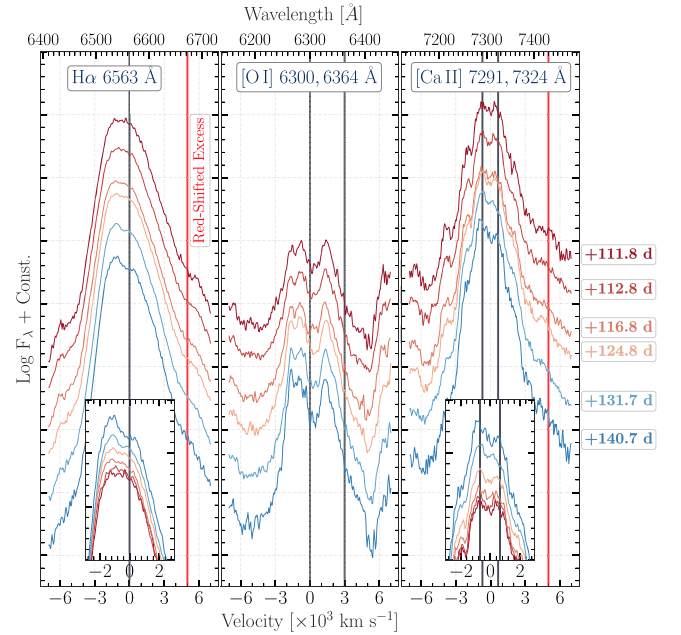 Wavelength [Å]
6400 6500 6600 6700
6200 6300 6400
7200 7300 7400
Hα 6563 Å
[O I] 6300, 6364 Å
[Ca II] 7291, 7324 Å
Red-Shifted Excess
Log Fλ + Const.
+111.8 d
+112.8 d
+116.8 d
+124.8 d
+131.7 d
+140.7 d
−2 0 2
−2 0 2
−6 −3 0 3 6
−6 −3 0 3 6
−6 −3 0 3 6
Velocity [×10³ km s⁻¹]